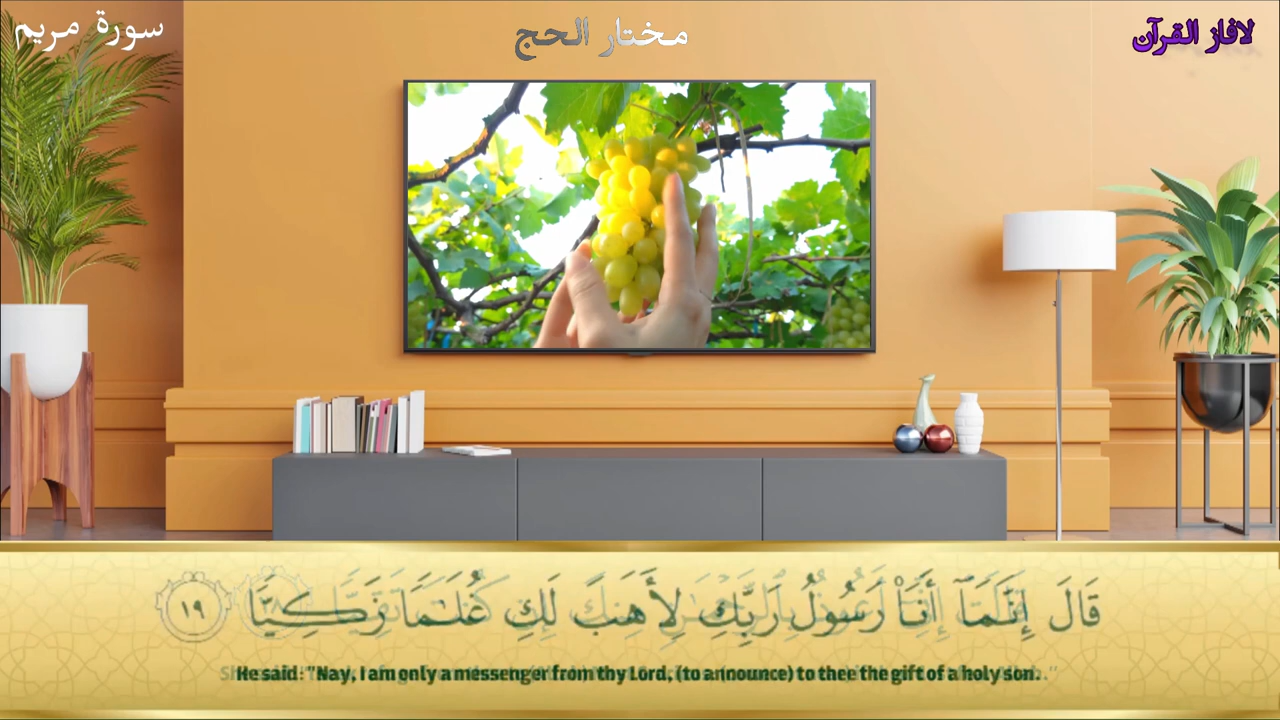 سورة مريم
مختار الحج
لافاز القرآن
قَالَ إِنَّمَآ أَنَا۠ رَسُولُ رَبِّكِ لِأَهَبَ لَكِ غُلَـٰمًا زَكِيًّا ١٩
He said: "Nay, I am only a messenger from thy Lord, (to announce) to thee the gift of a holy son.